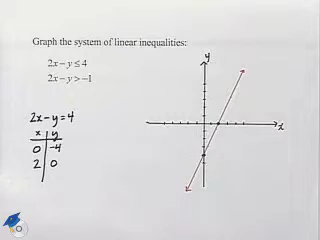 Graph the system of linear inequalities:
2x−y≤4
2x−y>−1
2x−y=4
x y
0 -4
2 0
y
x